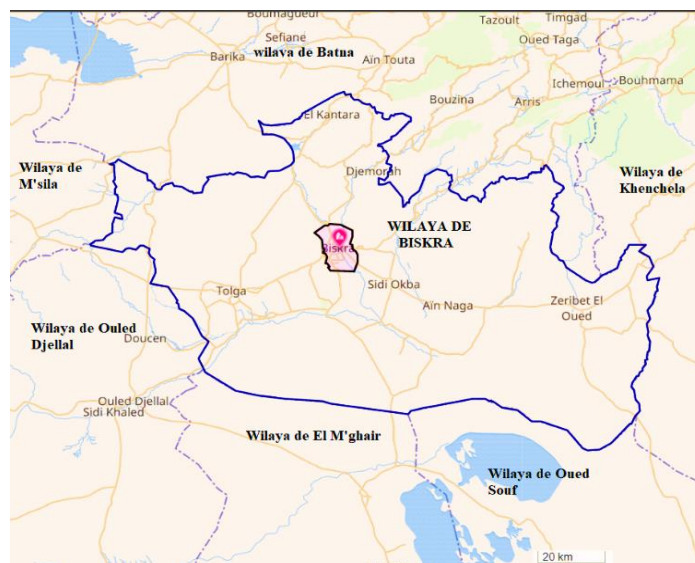 Boumagueur
Tazoult
Timgad
Sefiane
Oued Taga
wilaya de Batna
Barika
Aïn Touta
Ichemoul
Bouhmama
Bouzina
Arris
El Kantara
Wilaya de
M'sila
Djemorah
Wilaya de
Khenchela
WILAYA DE
BISKRA
Biskra
Tolga
Sidi Okba
Aïn Naga
Zeribet El
Oued
Wilaya de Ouled
Djellal
Doucen
Ouled Djellal
Sidi Khaled
Wilaya de El M'ghair
Wilaya de Oued
Souf
20 km